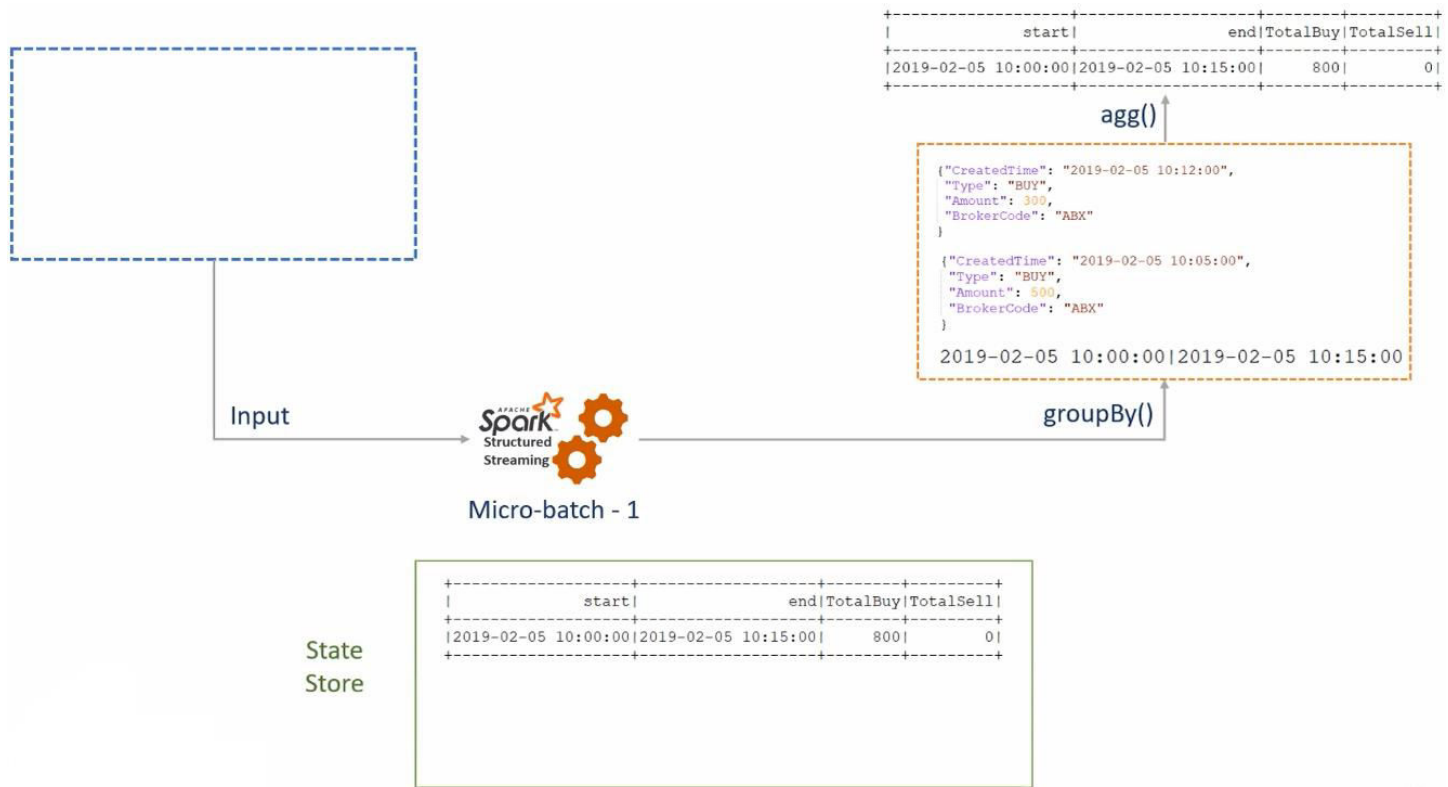 +-------------------+-------------------+--------+---------+
|              start|                end|TotalBuy|TotalSell|
+-------------------+-------------------+--------+---------+
|2019-02-05 10:00:00|2019-02-05 10:15:00|     800|        0|
+-------------------+-------------------+--------+---------+
agg()
{"CreatedTime": "2019-02-05 10:12:00",
"Type": "BUY",
"Amount": 300,
"BrokerCode": "ABX"
}
{"CreatedTime": "2019-02-05 10:05:00",
"Type": "BUY",
"Amount": 500,
"BrokerCode": "ABX"
}
2019-02-05 10:00:00|2019-02-05 10:15:00
Input
APACHE
Spark
Structured
Streaming
groupBy()
Micro-batch - 1
+-------------------+-------------------+--------+---------+
|              start|                end|TotalBuy|TotalSell|
+-------------------+-------------------+--------+---------+
|2019-02-05 10:00:00|2019-02-05 10:15:00|     800|        0|
+-------------------+-------------------+--------+---------+
State
Store